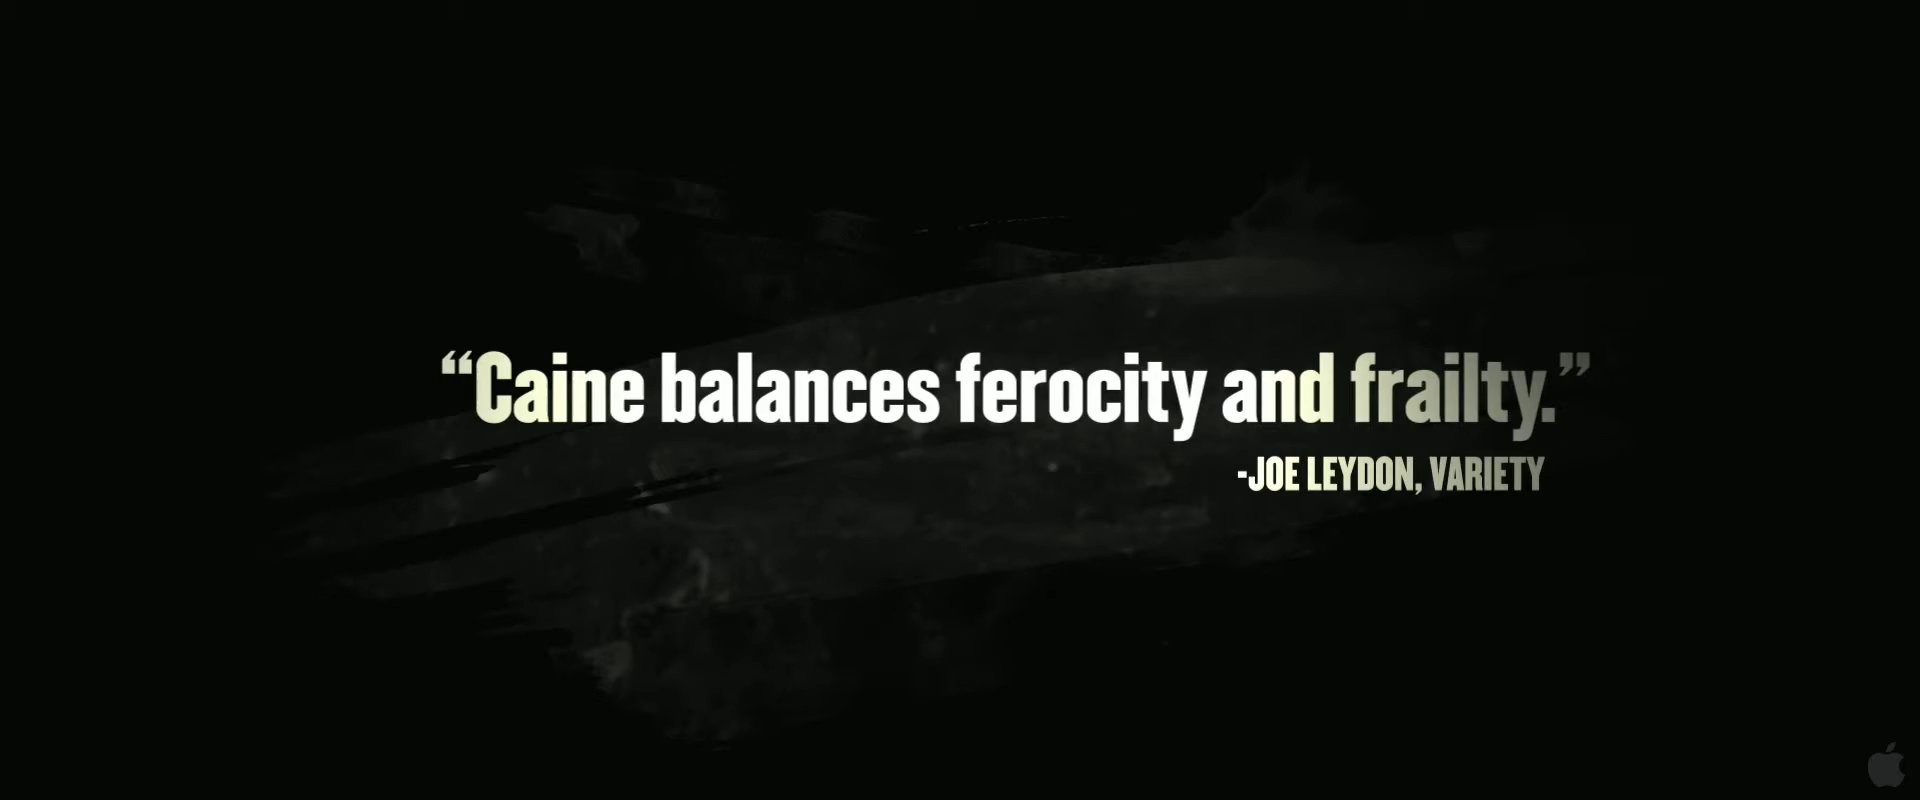 “Caine balances ferocity and frailty.”
-JOE LEYDON, VARIETY